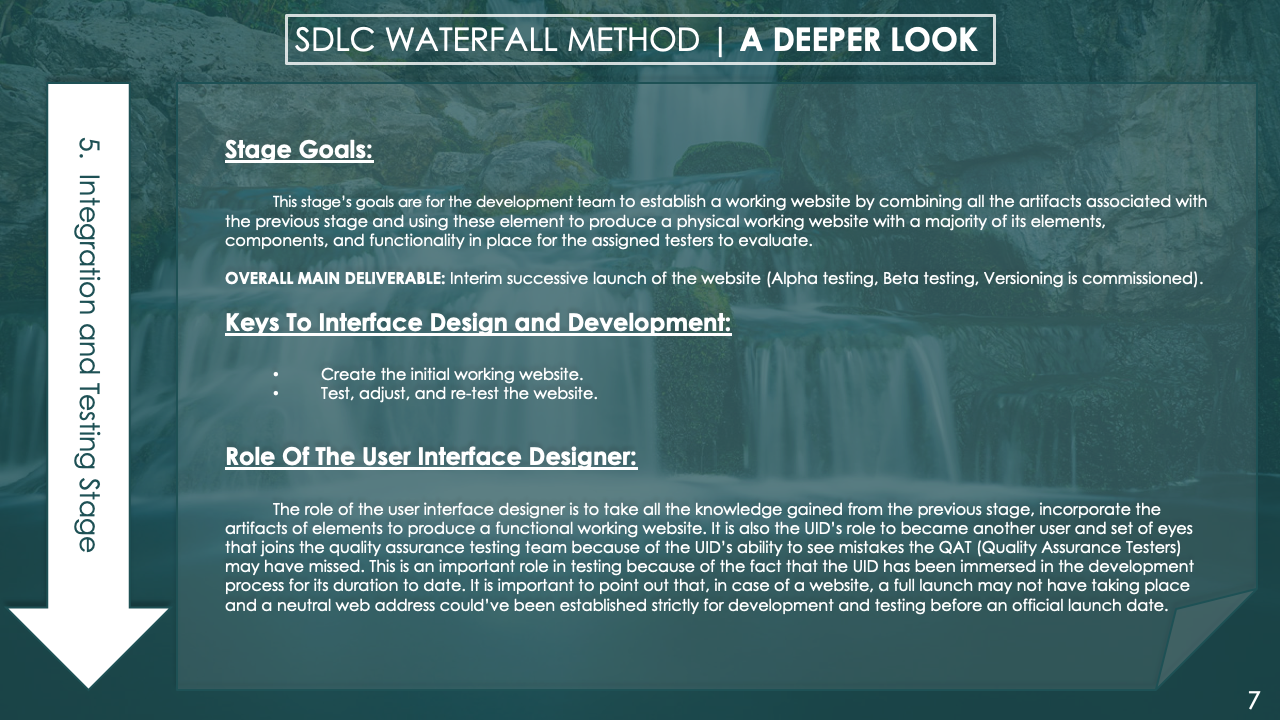 SDLC WATERFALL METHOD | A DEEPER LOOK
5. Integration and Testing Stage
Stage Goals:
This stage’s goals are for the development team to establish a working website by combining all the artifacts associated with
the previous stage and using these element to produce a physical working website with a majority of its elements,
components, and functionality in place for the assigned testers to evaluate.
OVERALL MAIN DELIVERABLE: Interim successive launch of the website (Alpha testing, Beta testing, Versioning is commissioned).
Keys To Interface Design and Development:
• Create the initial working website.
• Test, adjust, and re-test the website.
Role Of The User Interface Designer:
The role of the user interface designer is to take all the knowledge gained from the previous stage, incorporate the
artifacts of elements to produce a functional working website. It is also the UID’s role to became another user and set of eyes
that joins the quality assurance testing team because of the UID’s ability to see mistakes the QAT (Quality Assurance Testers)
may have missed. This is an important role in testing because of the fact that the UID has been immersed in the development
process for its duration to date. It is important to point out that, in case of a website, a full launch may not have taking place
and a neutral web address could’ve been established strictly for development and testing before an official launch date.
7